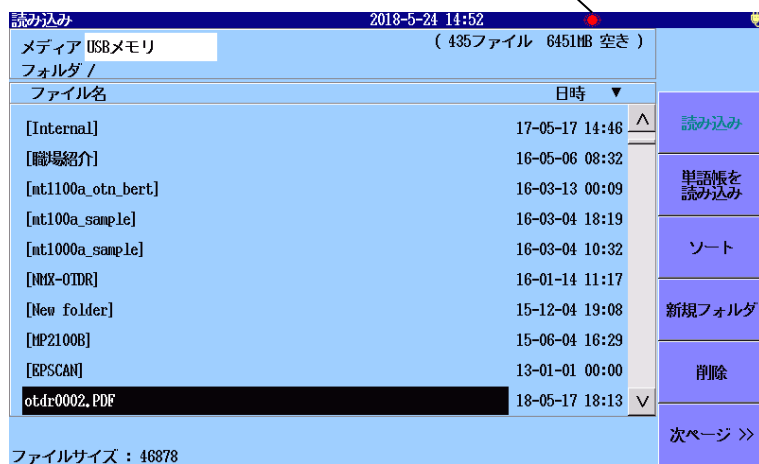 読み込み 2018-5-24 14:52
メディア USBメモリ ( 435ファイル 6451MB 空き )
フォルダ /
ファイル名 日時 ▼
[Internal] 17-05-17 14:46
[職場紹介] 16-05-06 08:32
[mt1100a_otn_bert] 16-03-13 00:09
[mt100a_sample] 16-03-04 18:19
[mt1000a_sample] 16-03-04 10:32
[NMX-OTDR] 16-01-14 11:17
[New folder] 15-12-04 19:08
[MP2100B] 15-06-04 16:29
[EPSCAN] 13-01-01 00:00
otdr0002.PDF 18-05-17 18:13
ファイルサイズ : 46878
読み込み
単語帳を
読み込み
ソート
新規フォルダ
削除
次ページ >>